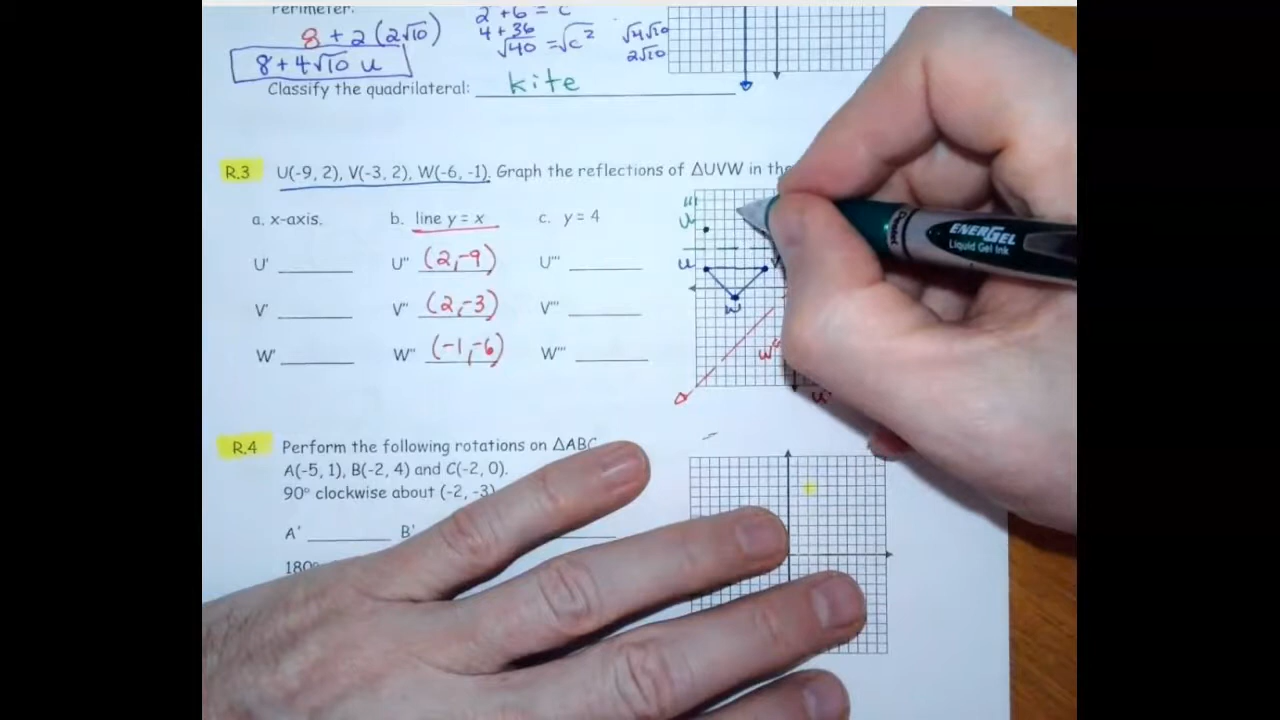 Perimeter:
8 + 2 (2√10)
8 + 4√10 u
2 + 6 = c
4 + 36
√40 = √c²
√4√10
2√10
Classify the quadrilateral: kite
R.3 U(-9, 2), V(-3, 2), W(-6, -1). Graph the reflections of ΔUVW in the
a. x-axis. b. line y = x c. y = 4
U' U" (2,-9) U'''
V' V" (2,-3) V'''
W' W" (-1,-6) W'''
u
W
R.4 Perform the following rotations on ΔABC
A(-5, 1), B(-2, 4) and C(-2, 0).
90° clockwise about (-2, -3)
A' B'
180°
Pentel ENERGEL
Liquid Gel Ink